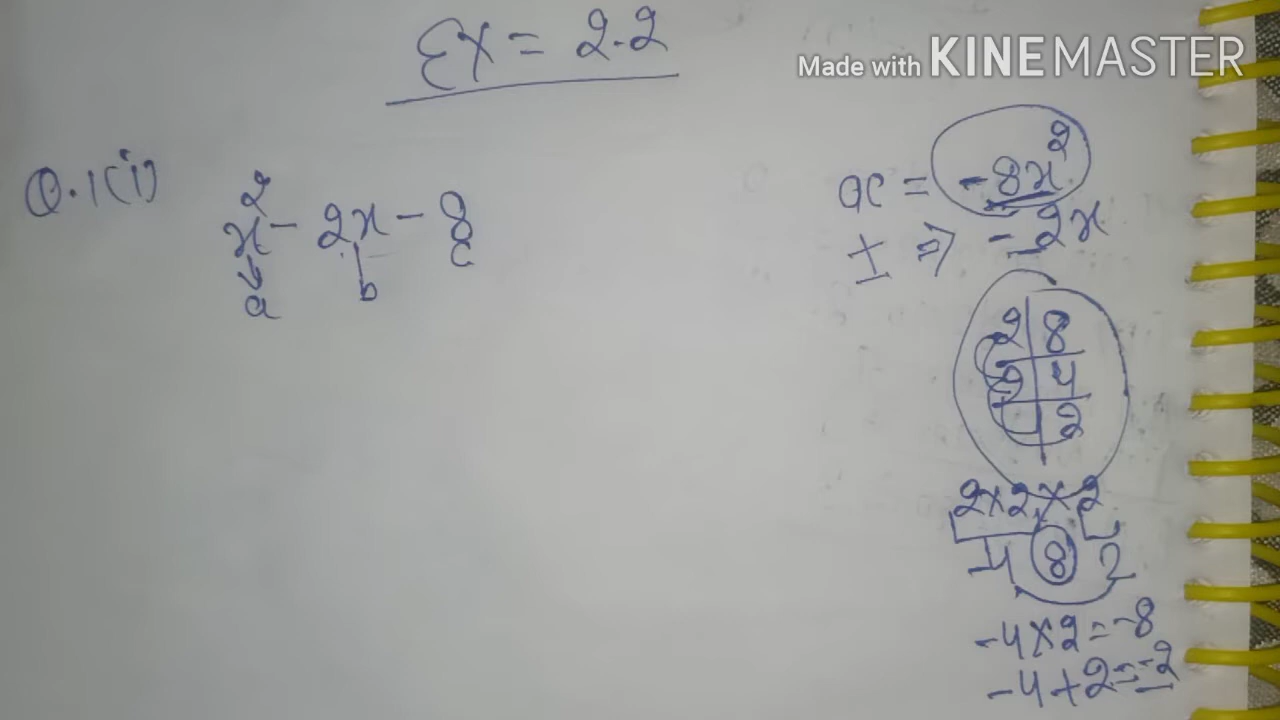 Ex = 2.2
Made with KINEMASTER
Q.1(i)
x² - 2x - 8
a b c
ac = -8x²
± ⇒ -2x
2 | 8
2 | 4
| 2
2×2×2
4 8 2
-4×2=-8
-4+2=-2